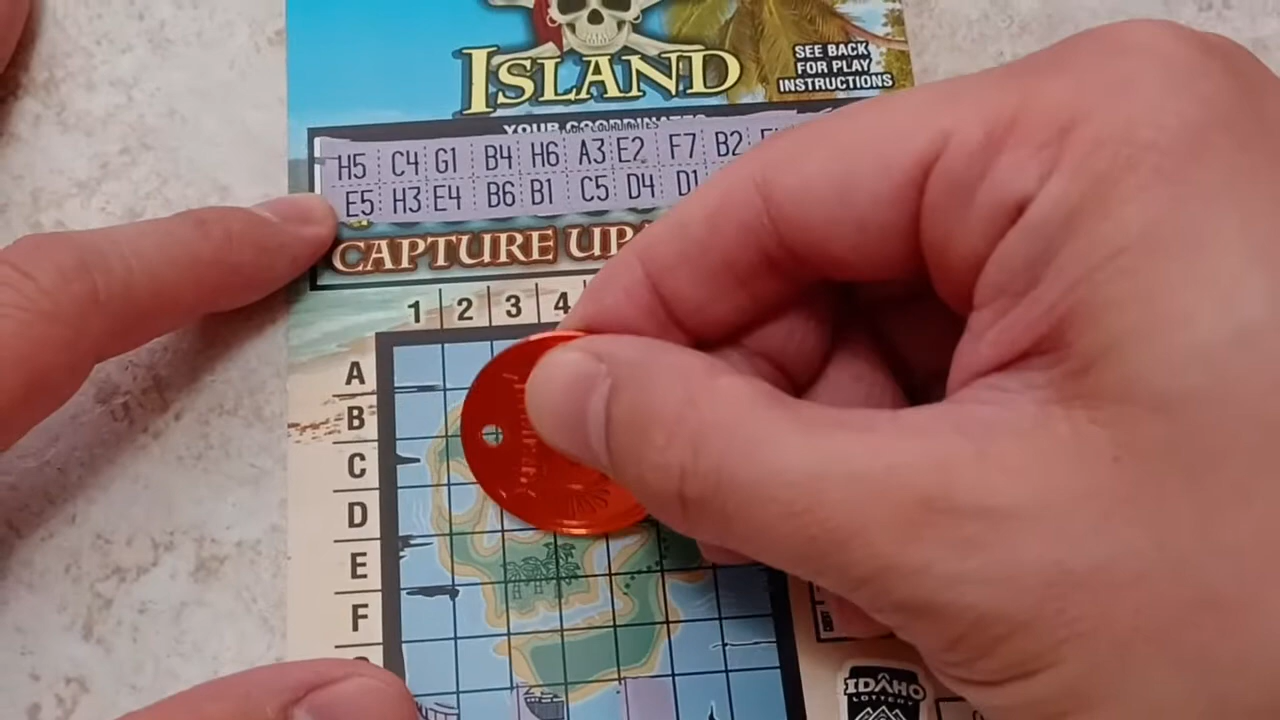 ISLAND
SEE BACK
FOR PLAY
INSTRUCTIONS
YOUR COORDINATES
H5 C4 G1 B4 H6 A3 E2 F7 B2
E5 H3 E4 B6 B1 C5 D4 D1
CAPTURE UP
1 2 3 4
A
B
C
D
E
F
IDAHO
LOTTERY